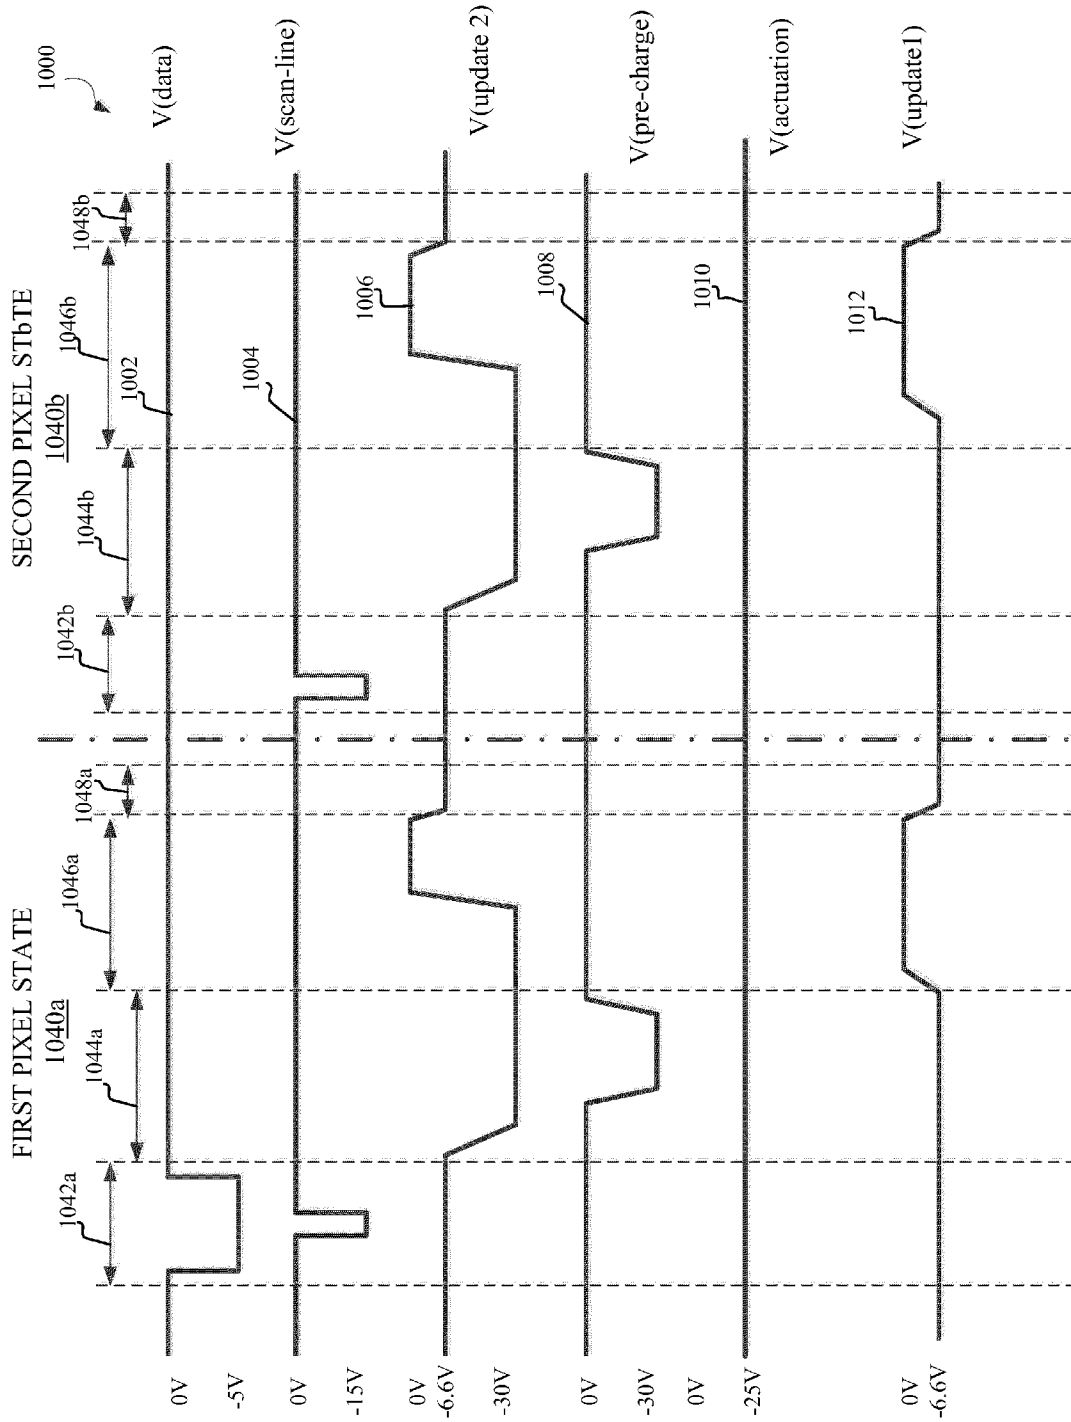 1000
FIRST PIXEL STATE
1040a
SECOND PIXEL STbTE
1040b
1042a
1044a
1046a
1048a
1042b
1044b
1046b
1048b
0V
-5V
1002
V(data)
0V
-15V
1004
V(scan-line)
0V
-6.6V
-30V
1006
V(update 2)
0V
-30V
1008
V(pre-charge)
0V
-25V
1010
V(actuation)
0V
-6.6V
1012
V(update1)